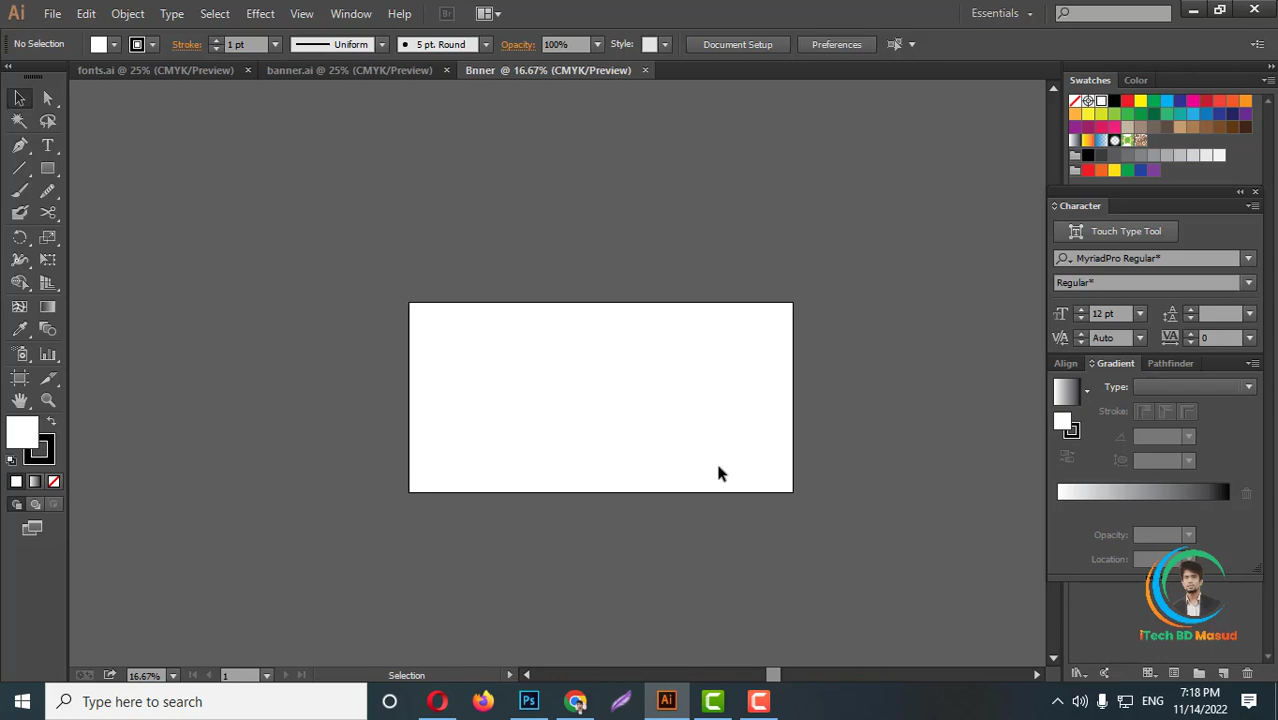 Ai File Edit Object Type Select Effect View Window Help Br Essentials
No Selection Stroke: 1 pt Uniform 5 pt. Round Opacity: 100% Style: Document Setup Preferences
fonts.ai @ 25% (CMYK/Preview) × banner.ai @ 25% (CMYK/Preview) × Bnner @ 16.67% (CMYK/Preview) ×
Swatches Color
Character
Touch Type Tool
MyriadPro Regular*
Regular*
12 pt
Auto 0
Align Gradient Pathfinder
Type:
Stroke:
Opacity:
Location:
iTech BD Masud
16.67% 1 Selection
Type here to search Ps Ai ENG 7:18 PM
11/14/2022